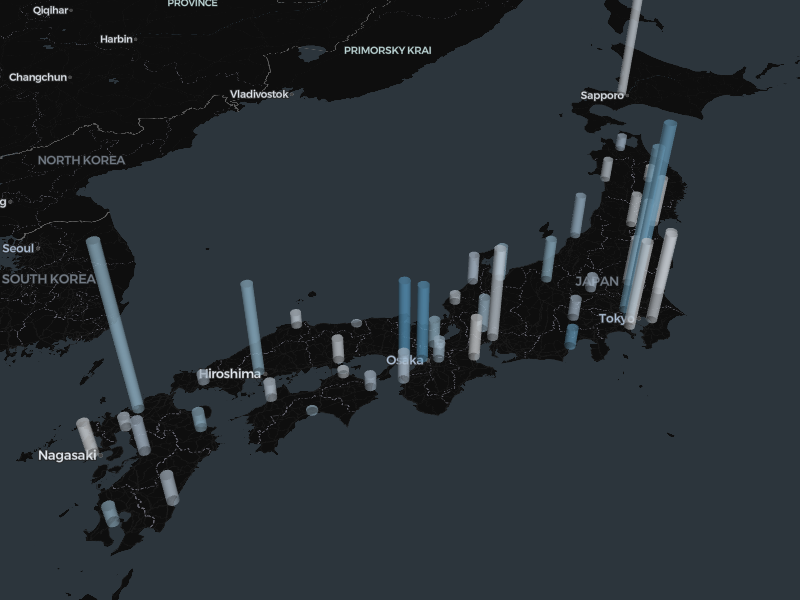 PROVINCE
Qiqihar
Harbin
PRIMORSKY KRAI
Changchun
Vladivostok
Sapporo
NORTH KOREA
g
Seoul
SOUTH KOREA
JAPAN
Tokyo
Osaka
Hiroshima
Nagasaki